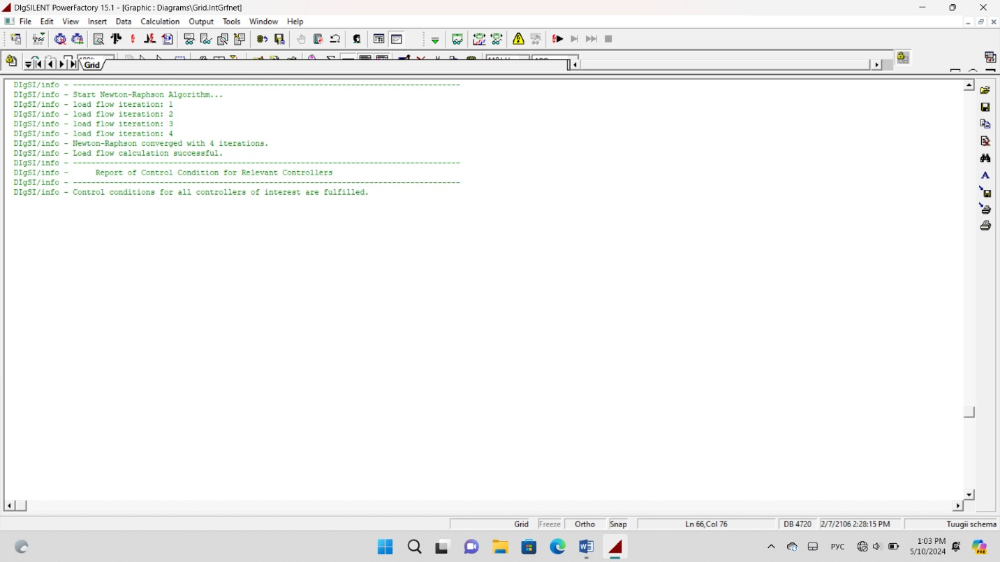 DIgSILENT PowerFactory 15.1 - [Graphic : Diagrams\Grid.IntGrfnet]
File Edit View Insert Data Calculation Output Tools Window Help
Grid
DIgSI/info - --------------------------------------------------------------------------------
DIgSI/info - Start Newton-Raphson Algorithm...
DIgSI/info - load flow iteration: 1
DIgSI/info - load flow iteration: 2
DIgSI/info - load flow iteration: 3
DIgSI/info - load flow iteration: 4
DIgSI/info - Newton-Raphson converged with 4 iterations.
DIgSI/info - Load flow calculation successful.
DIgSI/info - --------------------------------------------------------------------------------
DIgSI/info - Report of Control Condition for Relevant Controllers
DIgSI/info - --------------------------------------------------------------------------------
DIgSI/info - Control conditions for all controllers of interest are fulfilled.
Grid Freeze Ortho Snap Ln 66,Col 76 DB 4720 2/7/2106 2:28:15 PM Tuugii schema
РУС 1:03 PM
5/10/2024
PRE